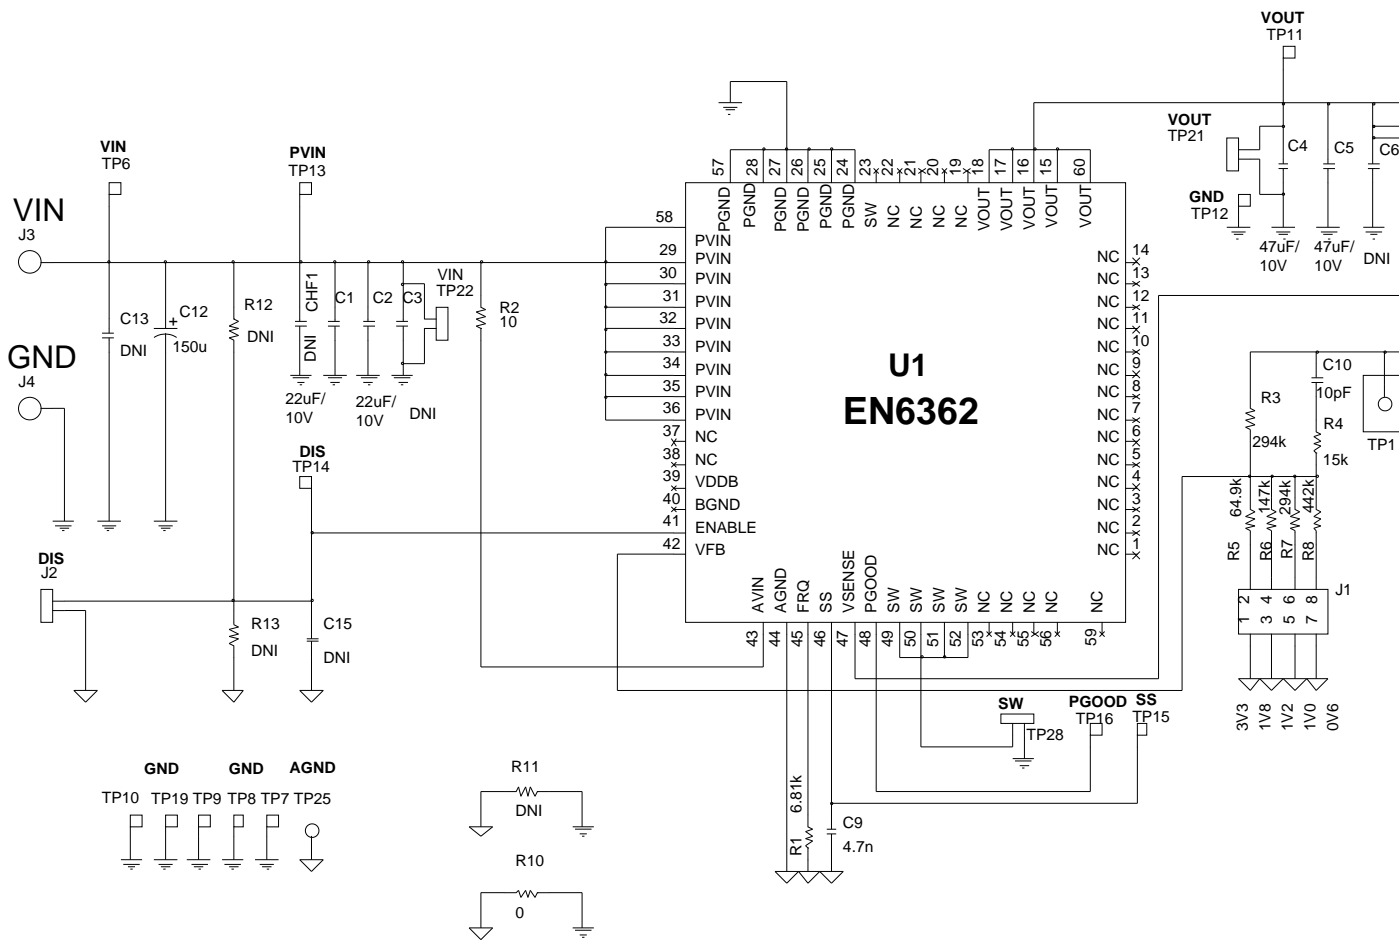 VOUT
TP11
VOUT
TP21
C4
C5
C6
GND
TP12
47uF/
10V
47uF/
10V
DNI
VIN
TP6
PVIN
TP13
VIN
J3
GND
J4
C13
DNI
C12
+
150u
R12
DNI
CHF1
DNI
C1
C2
C3
VIN
TP22
22uF/
10V
22uF/
10V
DNI
R2
10
DIS
TP14
DIS
J2
R13
DNI
C15
DNI
57
28
27
26
25
24
23
22
21
20
19
18
17
16
15
60
PGND
PGND
PGND
PGND
PGND
PGND
SW
NC
NC
NC
NC
VOUT
VOUT
VOUT
VOUT
VOUT
58
PVIN
29
PVIN
30
PVIN
31
PVIN
32
PVIN
33
PVIN
34
PVIN
35
PVIN
36
PVIN
37
NC
38
NC
39
VDDB
40
BGND
41
ENABLE
42
VFB
U1
EN6362
NC 14
NC 13
NC 12
NC 11
NC 10
NC 9
NC 8
NC 7
NC 6
NC 5
NC 4
NC 3
NC 2
NC 1
AVIN
AGND
FRQ
SS
VSENSE
PGOOD
SW
SW
SW
SW
NC
NC
NC
NC
NC
43
44
45
46
47
48
49
50
51
52
53
54
55
56
59
R3
294k
C10
10pF
R4
15k
TP1
64.9k
147k
294k
442k
R5
R6
R7
R8
J1
2 4 6 8
1 3 5 7
3V3
1V8
1V2
1V0
0V6
SW
TP28
PGOOD
TP16
SS
TP15
6.81k
R1
C9
4.7n
GND
GND
AGND
TP10
TP19
TP9
TP8
TP7
TP25
R11
DNI
R10
0